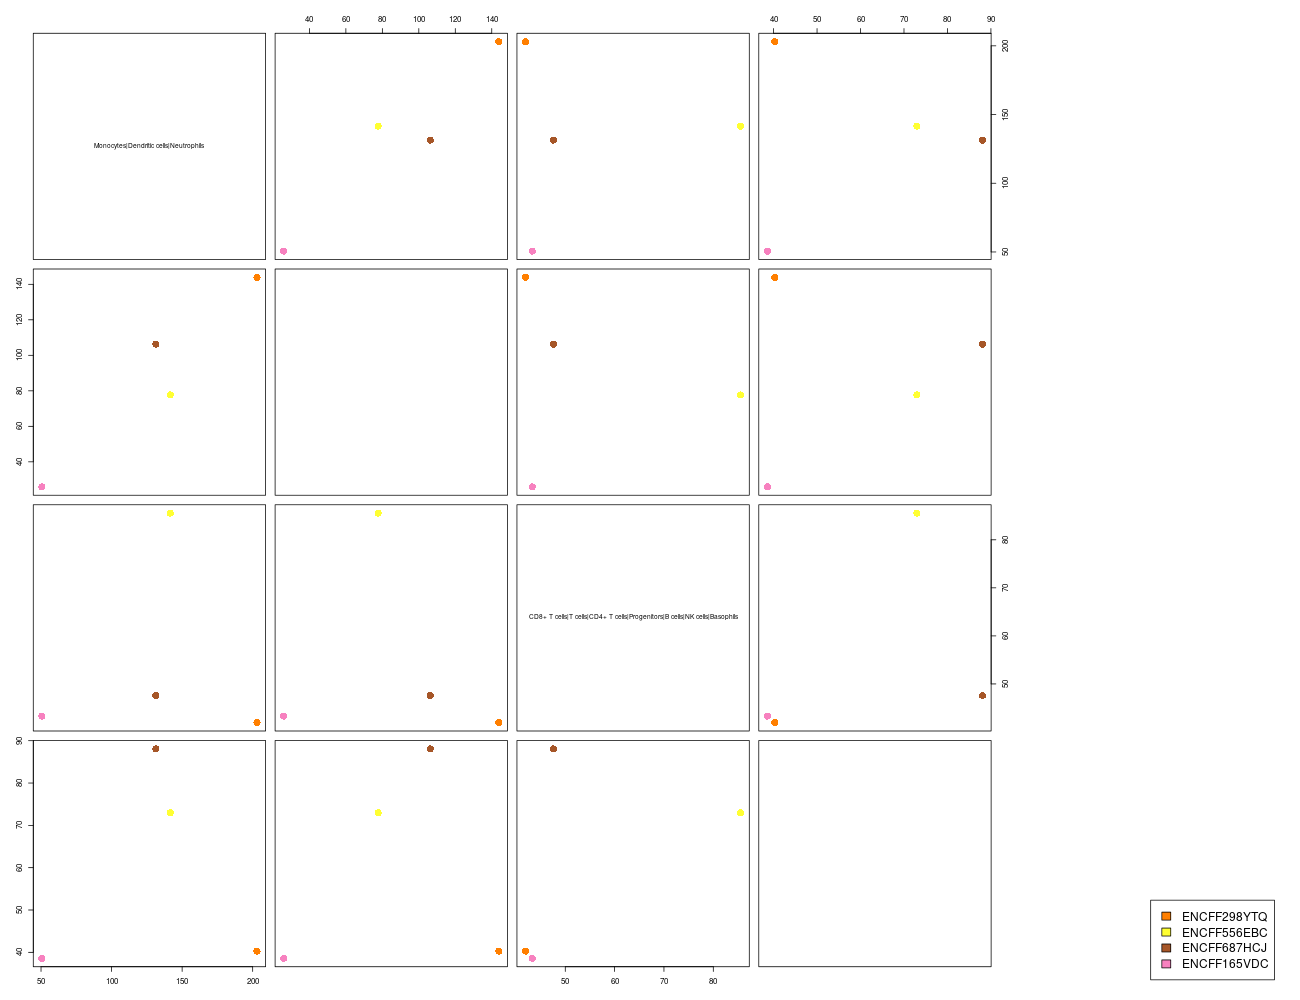 40 60 80 100 120 140
40 50 60 70 80 90
Monocytes|Dendritic cells|Neutrophils
50 100 150 200
40 60 80 100 120 140
CD8+ T cells|T cells|CD4+ T cells|Progenitors|B cells|NK cells|Basophils
50 60 70 80
40 50 60 70 80 90
50 100 150 200
50 60 70 80
ENCFF298YTQ
ENCFF556EBC
ENCFF687HCJ
ENCFF165VDC